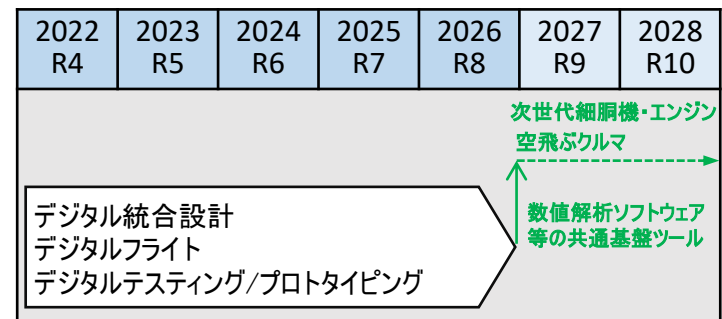 2022 2023 2024 2025 2026 2027 2028
R4 R5 R6 R7 R8 R9 R10
次世代細胴機・エンジン
空飛ぶクルマ
デジタル統合設計
デジタルフライト
デジタルテスティング/プロトタイピング
数値解析ソフトウェア
等の共通基盤ツール